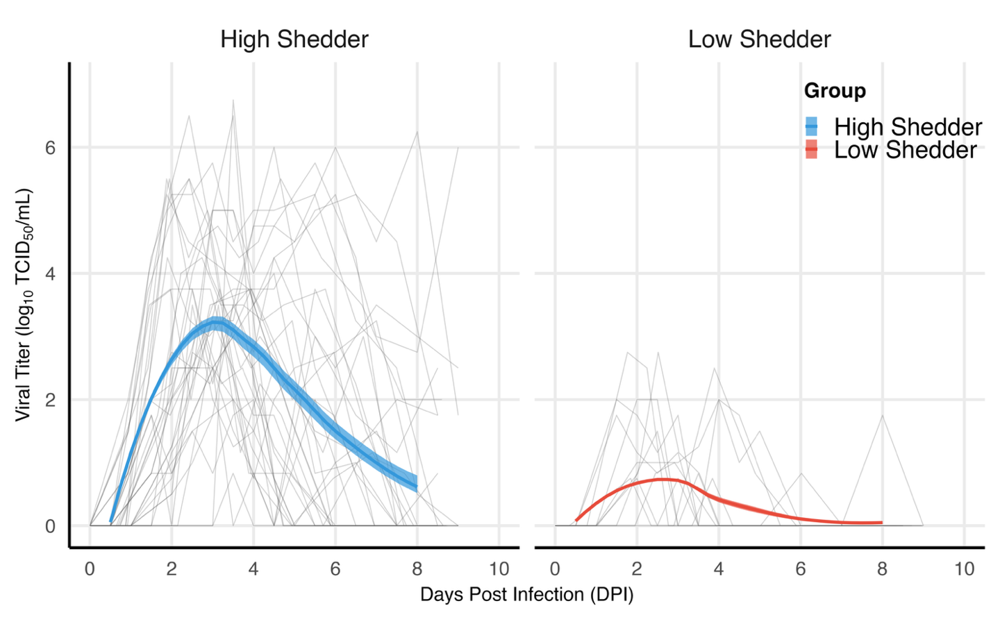 High Shedder
Low Shedder
Group
High Shedder
Low Shedder
Viral Titer (log₁₀ TCID₅₀/mL)
6
4
2
0
0 2 4 6 8 10
0 2 4 6 8 10
Days Post Infection (DPI)